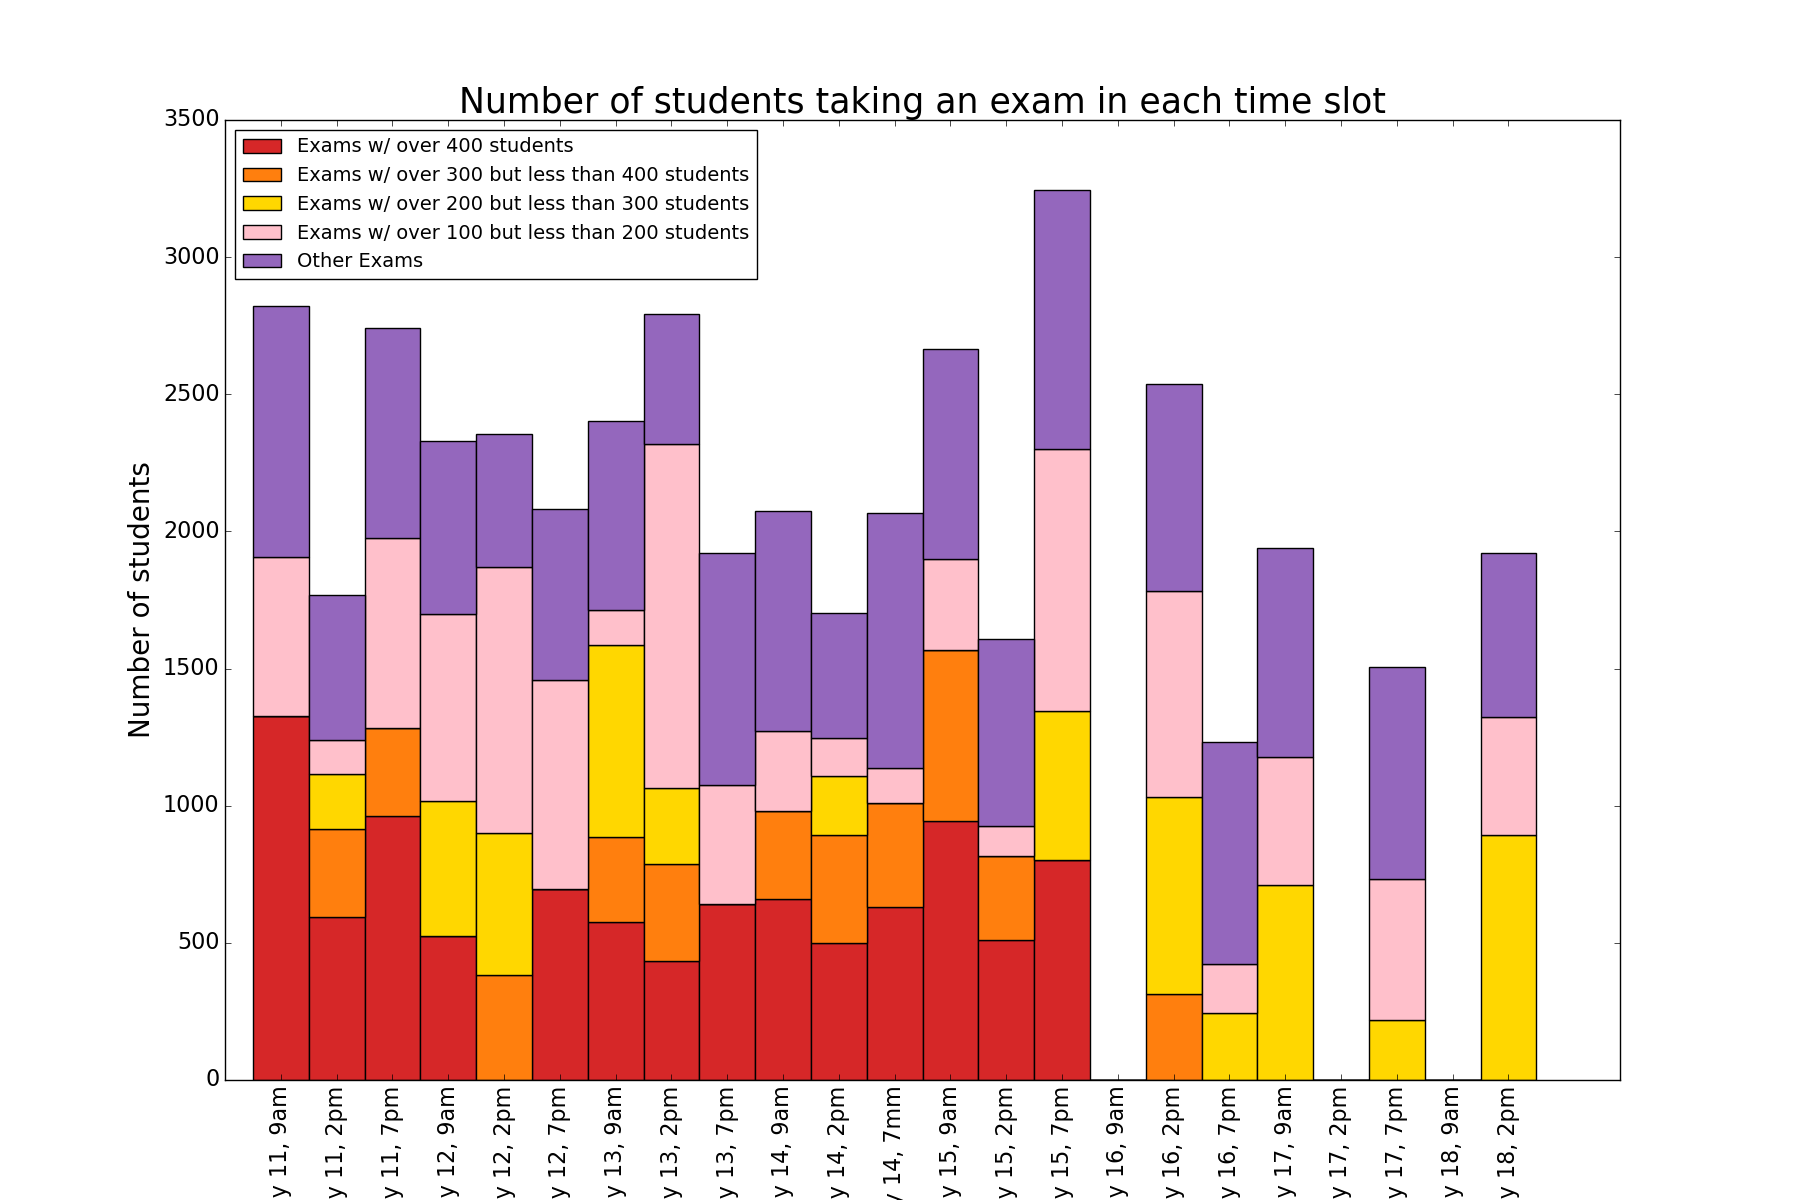 Number of students taking an exam in each time slot
3500
3000
2500
2000
1500
1000
500
0
Number of students
Exams w/ over 400 students
Exams w/ over 300 but less than 400 students
Exams w/ over 200 but less than 300 students
Exams w/ over 100 but less than 200 students
Other Exams
y 11, 9am
y 11, 2pm
y 11, 7pm
y 12, 9am
y 12, 2pm
y 12, 7pm
y 13, 9am
y 13, 2pm
y 13, 7pm
y 14, 9am
y 14, 2pm
y 14, 7mm
y 15, 9am
y 15, 2pm
y 15, 7pm
y 16, 9am
y 16, 2pm
y 16, 7pm
y 17, 9am
y 17, 2pm
y 17, 7pm
y 18, 9am
y 18, 2pm